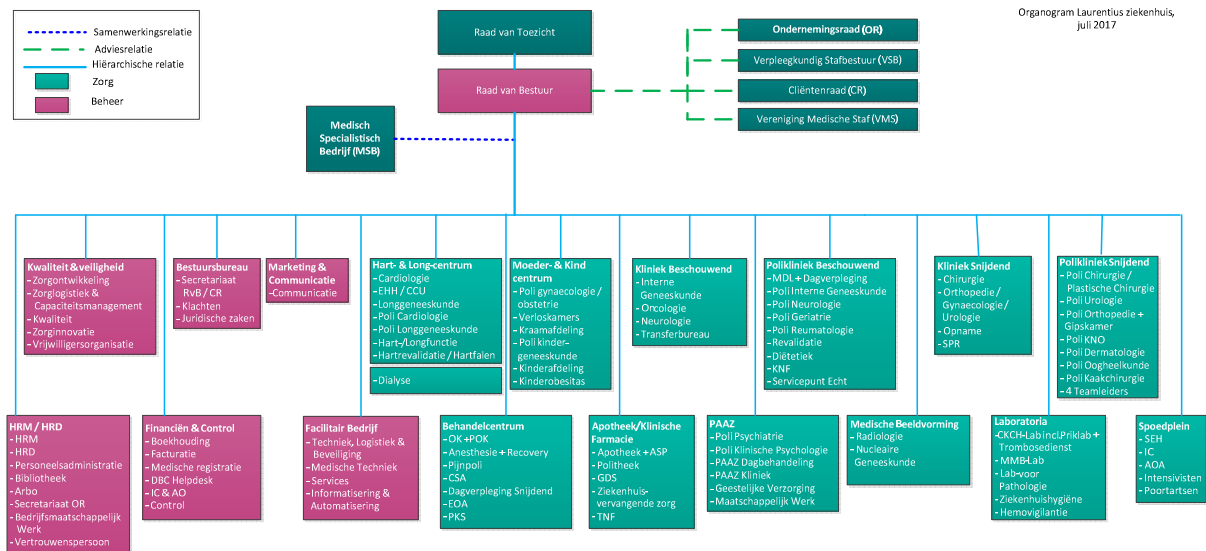 Organogram Laurentius ziekenhuis,
juli 2017
Samenwerkingsrelatie
Adviesrelatie
Hiërarchische relatie
Zorg
Beheer
Raad van Toezicht
Raad van Bestuur
Ondernemingsraad (OR)
Verpleegkundig Stafbestuur (VSB)
Cliëntenraad (CR)
Vereniging Medische Staf (VMS)
Medisch
Specialistisch
Bedrijf (MSB)
Kwaliteit & veiligheid
- Zorgontwikkeling
- Zorglogistiek &
Capaciteitsmanagement
- Kwaliteit
- Zorginnovatie
- Vrijwilligersorganisatie
Bestuursbureau
- Secretariaat
RvB / CR
- Klachten
- Juridische zaken
Marketing &
Communicatie
- Communicatie
Hart- & Long-centrum
- Cardiologie
- EHH / CCU
- Longgeneeskunde
- Poli Cardiologie
- Poli Longgeneeskunde
- Hart-/Longfunctie
- Hartrevalidatie / Hartfalen
- Dialyse
Moeder- & Kind
centrum
- Poli gynaecologie /
obstetrie
- Verloskamers
- Kraamafdeling
- Poli kinder-
geneeskunde
- Kinderafdeling
- Kinderobesitas
Kliniek Beschouwend
- Interne
Geneeskunde
- Oncologie
- Neurologie
- Transferbureau
Polikliniek Beschouwend
- MDL + Dagverpleging
- Poli Interne Geneeskunde
- Poli Neurologie
- Poli Geriatrie
- Poli Reumatologie
- Revalidatie
- Diëtetiek
- KNF
- Servicepunt Echt
Kliniek Snijdend
- Chirurgie
- Orthopedie /
Gynaecologie /
Urologie
- Opname
- SPR
Polikliniek Snijdend
- Poli Chirurgie /
Plastische Chirurgie
- Poli Urologie
- Poli Orthopedie +
Gipskamer
- Poli KNO
- Poli Dermatologie
- Poli Oogheelkunde
- Poli Kaakchirurgie
- 4 Teamleiders
HRM / HRD
- HRM
- HRD
- Personeelsadministratie
- Bibliotheek
- Arbo
- Secretariaat OR
- Bedrijfsmaatschappelijk
Werk
- Vertrouwenspersoon
Financiën & Control
- Boekhouding
- Facturatie
- Medische registratie
- DBC Helpdesk
- IC & AO
- Control
Facilitair Bedrijf
- Techniek, Logistiek &
Beveiliging
- Medische Techniek
- Services
- Informatisering &
Automatisering
Behandelcentrum
- OK + POK
- Anesthesie + Recovery
- Pijnpoli
- CSA
- Dagverpleging Snijdend
- EOA
- PKS
Apotheek/Klinische
Farmacie
- Apotheek + ASP
- Politheek
- GDS
- Ziekenhuis-
vervangende zorg
- TNF
PAAZ
- Poli Psychiatrie
- Poli Klinische Psychologie
- PAAZ Dagbehandeling
- PAAZ Kliniek
- Geestelijke Verzorging
- Maatschappelijk Werk
Medische Beeldvorming
- Radiologie
- Nucleaire
Geneeskunde
Laboratoria
-CKCH-Lab incl.Priklab +
Trombosedienst
- MMB-Lab
- Lab-voor
Pathologie
- Ziekenhuishygiëne
- Hemovigilantie
Spoedplein
- SEH
- IC
- AOA
- Intensivisten
- Poortartsen